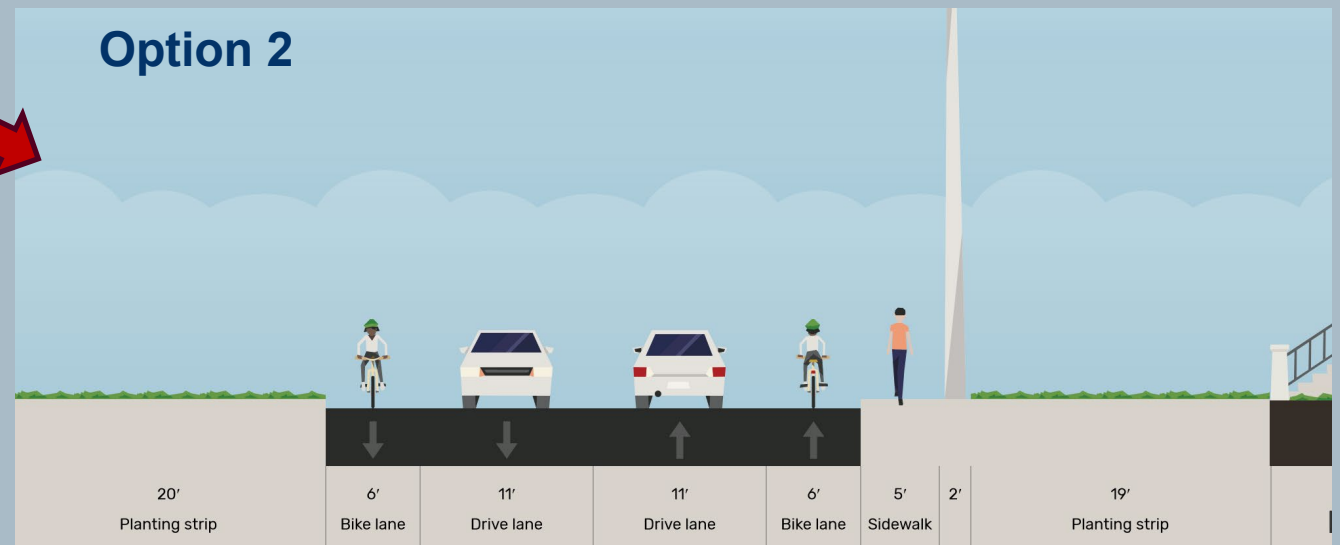 Option 2
20′ 6′ 11′ 11′ 6′ 5′ 2′ 19′
Planting strip Bike lane Drive lane Drive lane Bike lane Sidewalk Planting strip